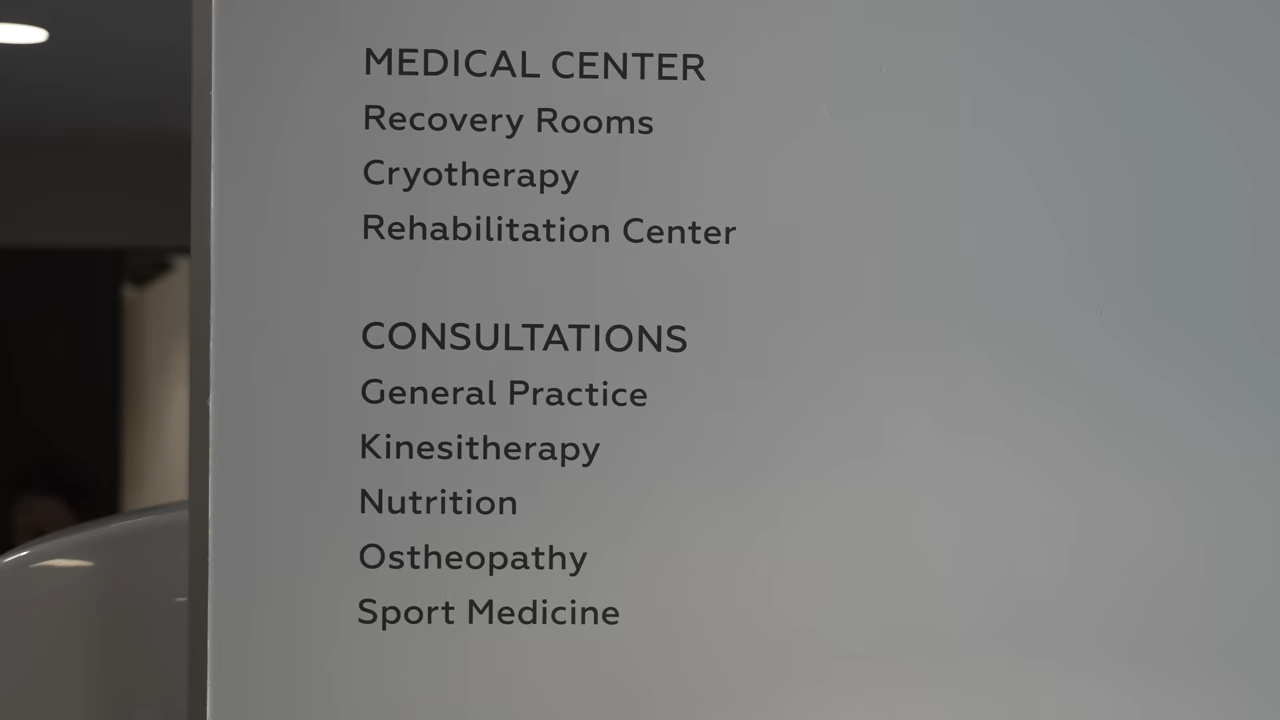 MEDICAL CENTER
Recovery Rooms
Cryotherapy
Rehabilitation Center
CONSULTATIONS
General Practice
Kinesitherapy
Nutrition
Ostheopathy
Sport Medicine